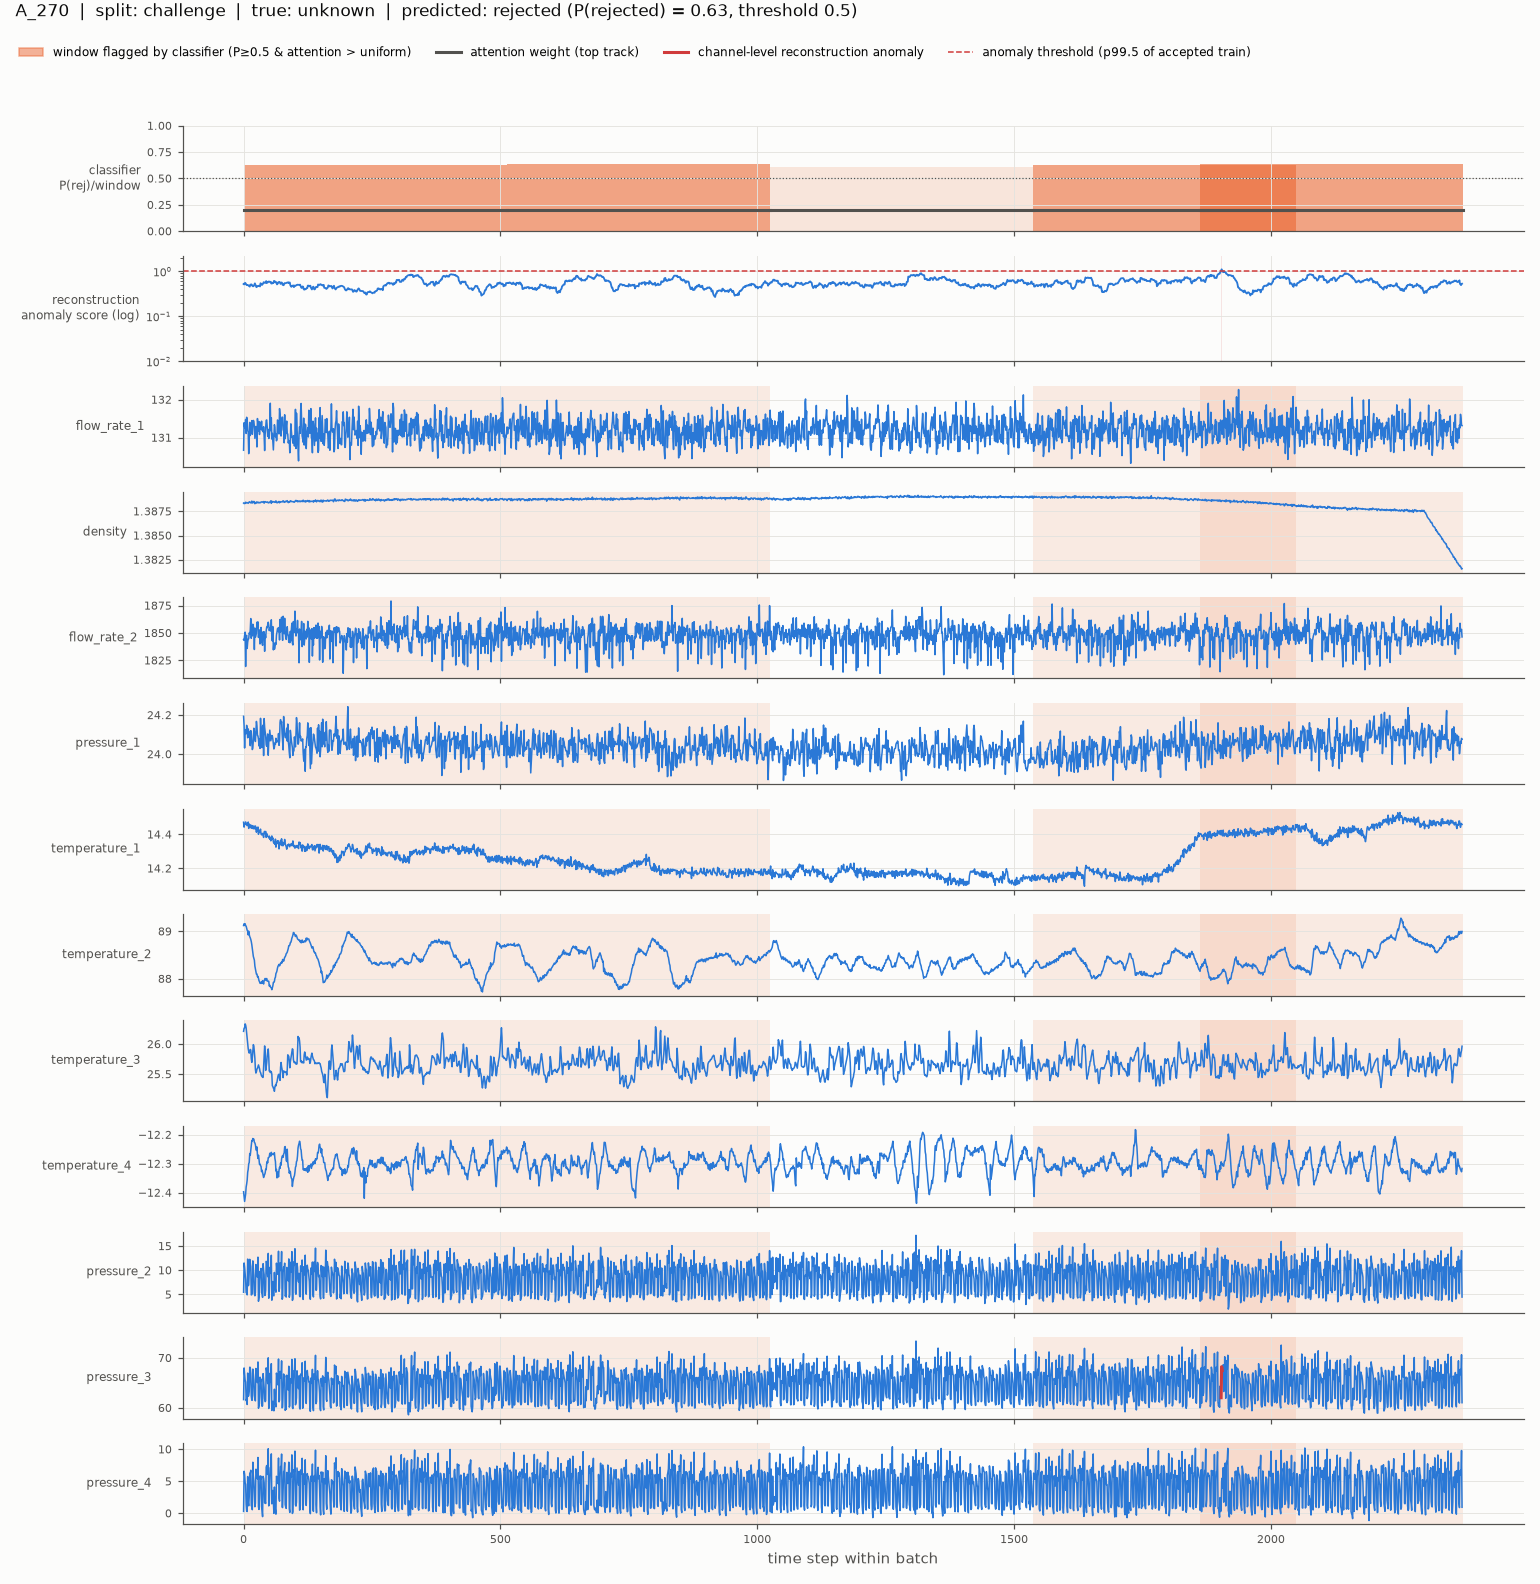 A_270 | split: challenge | true: unknown | predicted: rejected (P(rejected) = 0.63, threshold 0.5)
window flagged by classifier (P≥0.5 & attention > uniform)
attention weight (top track)
channel-level reconstruction anomaly
anomaly threshold (p99.5 of accepted train)
1.00
0.75
0.50
0.25
0.00
classifier
P(rej)/window
10⁰
10⁻¹
10⁻²
reconstruction
anomaly score (log)
132
131
flow_rate_1
1.3875
1.3850
1.3825
density
1875
1850
1825
flow_rate_2
24.2
24.0
pressure_1
14.4
14.2
temperature_1
89
88
temperature_2
26.0
25.5
temperature_3
−12.2
−12.3
−12.4
temperature_4
15
10
5
pressure_2
70
60
pressure_3
10
5
0
pressure_4
0
500
1000
1500
2000
time step within batch